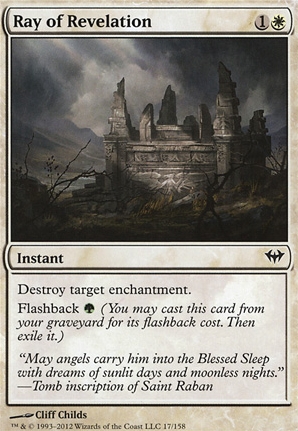 Ray of Revelation 1
Instant
Destroy target enchantment.
Flashback (You may cast this card from
your graveyard for its flashback cost. Then
exile it.)
“May angels carry him into the Blessed Sleep
with dreams of sunlit days and moonless nights.”
—Tomb inscription of Saint Raban
Cliff Childs
™ & © 1993–2012 Wizards of the Coast LLC 17/158